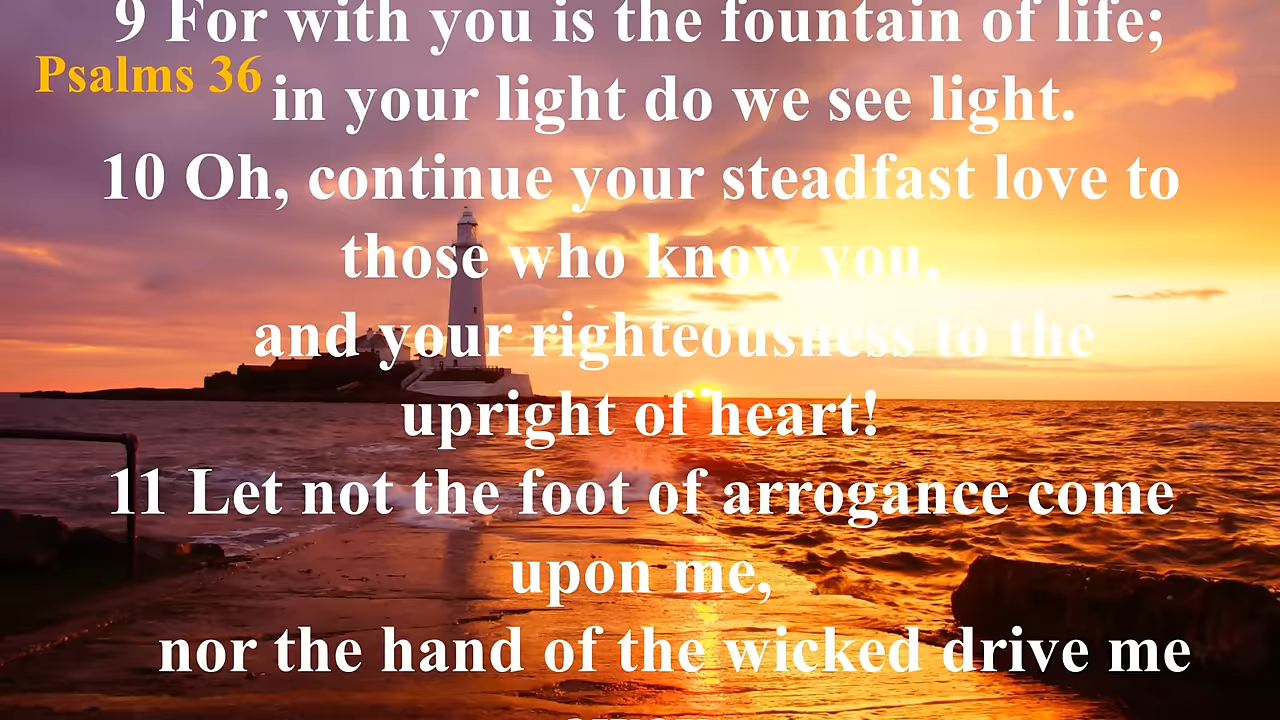 9 For with you is the fountain of life;
Psalms 36
in your light do we see light.
10 Oh, continue your steadfast love to
those who know you,
and your righteousness to the
upright of heart!
11 Let not the foot of arrogance come
upon me,
nor the hand of the wicked drive me